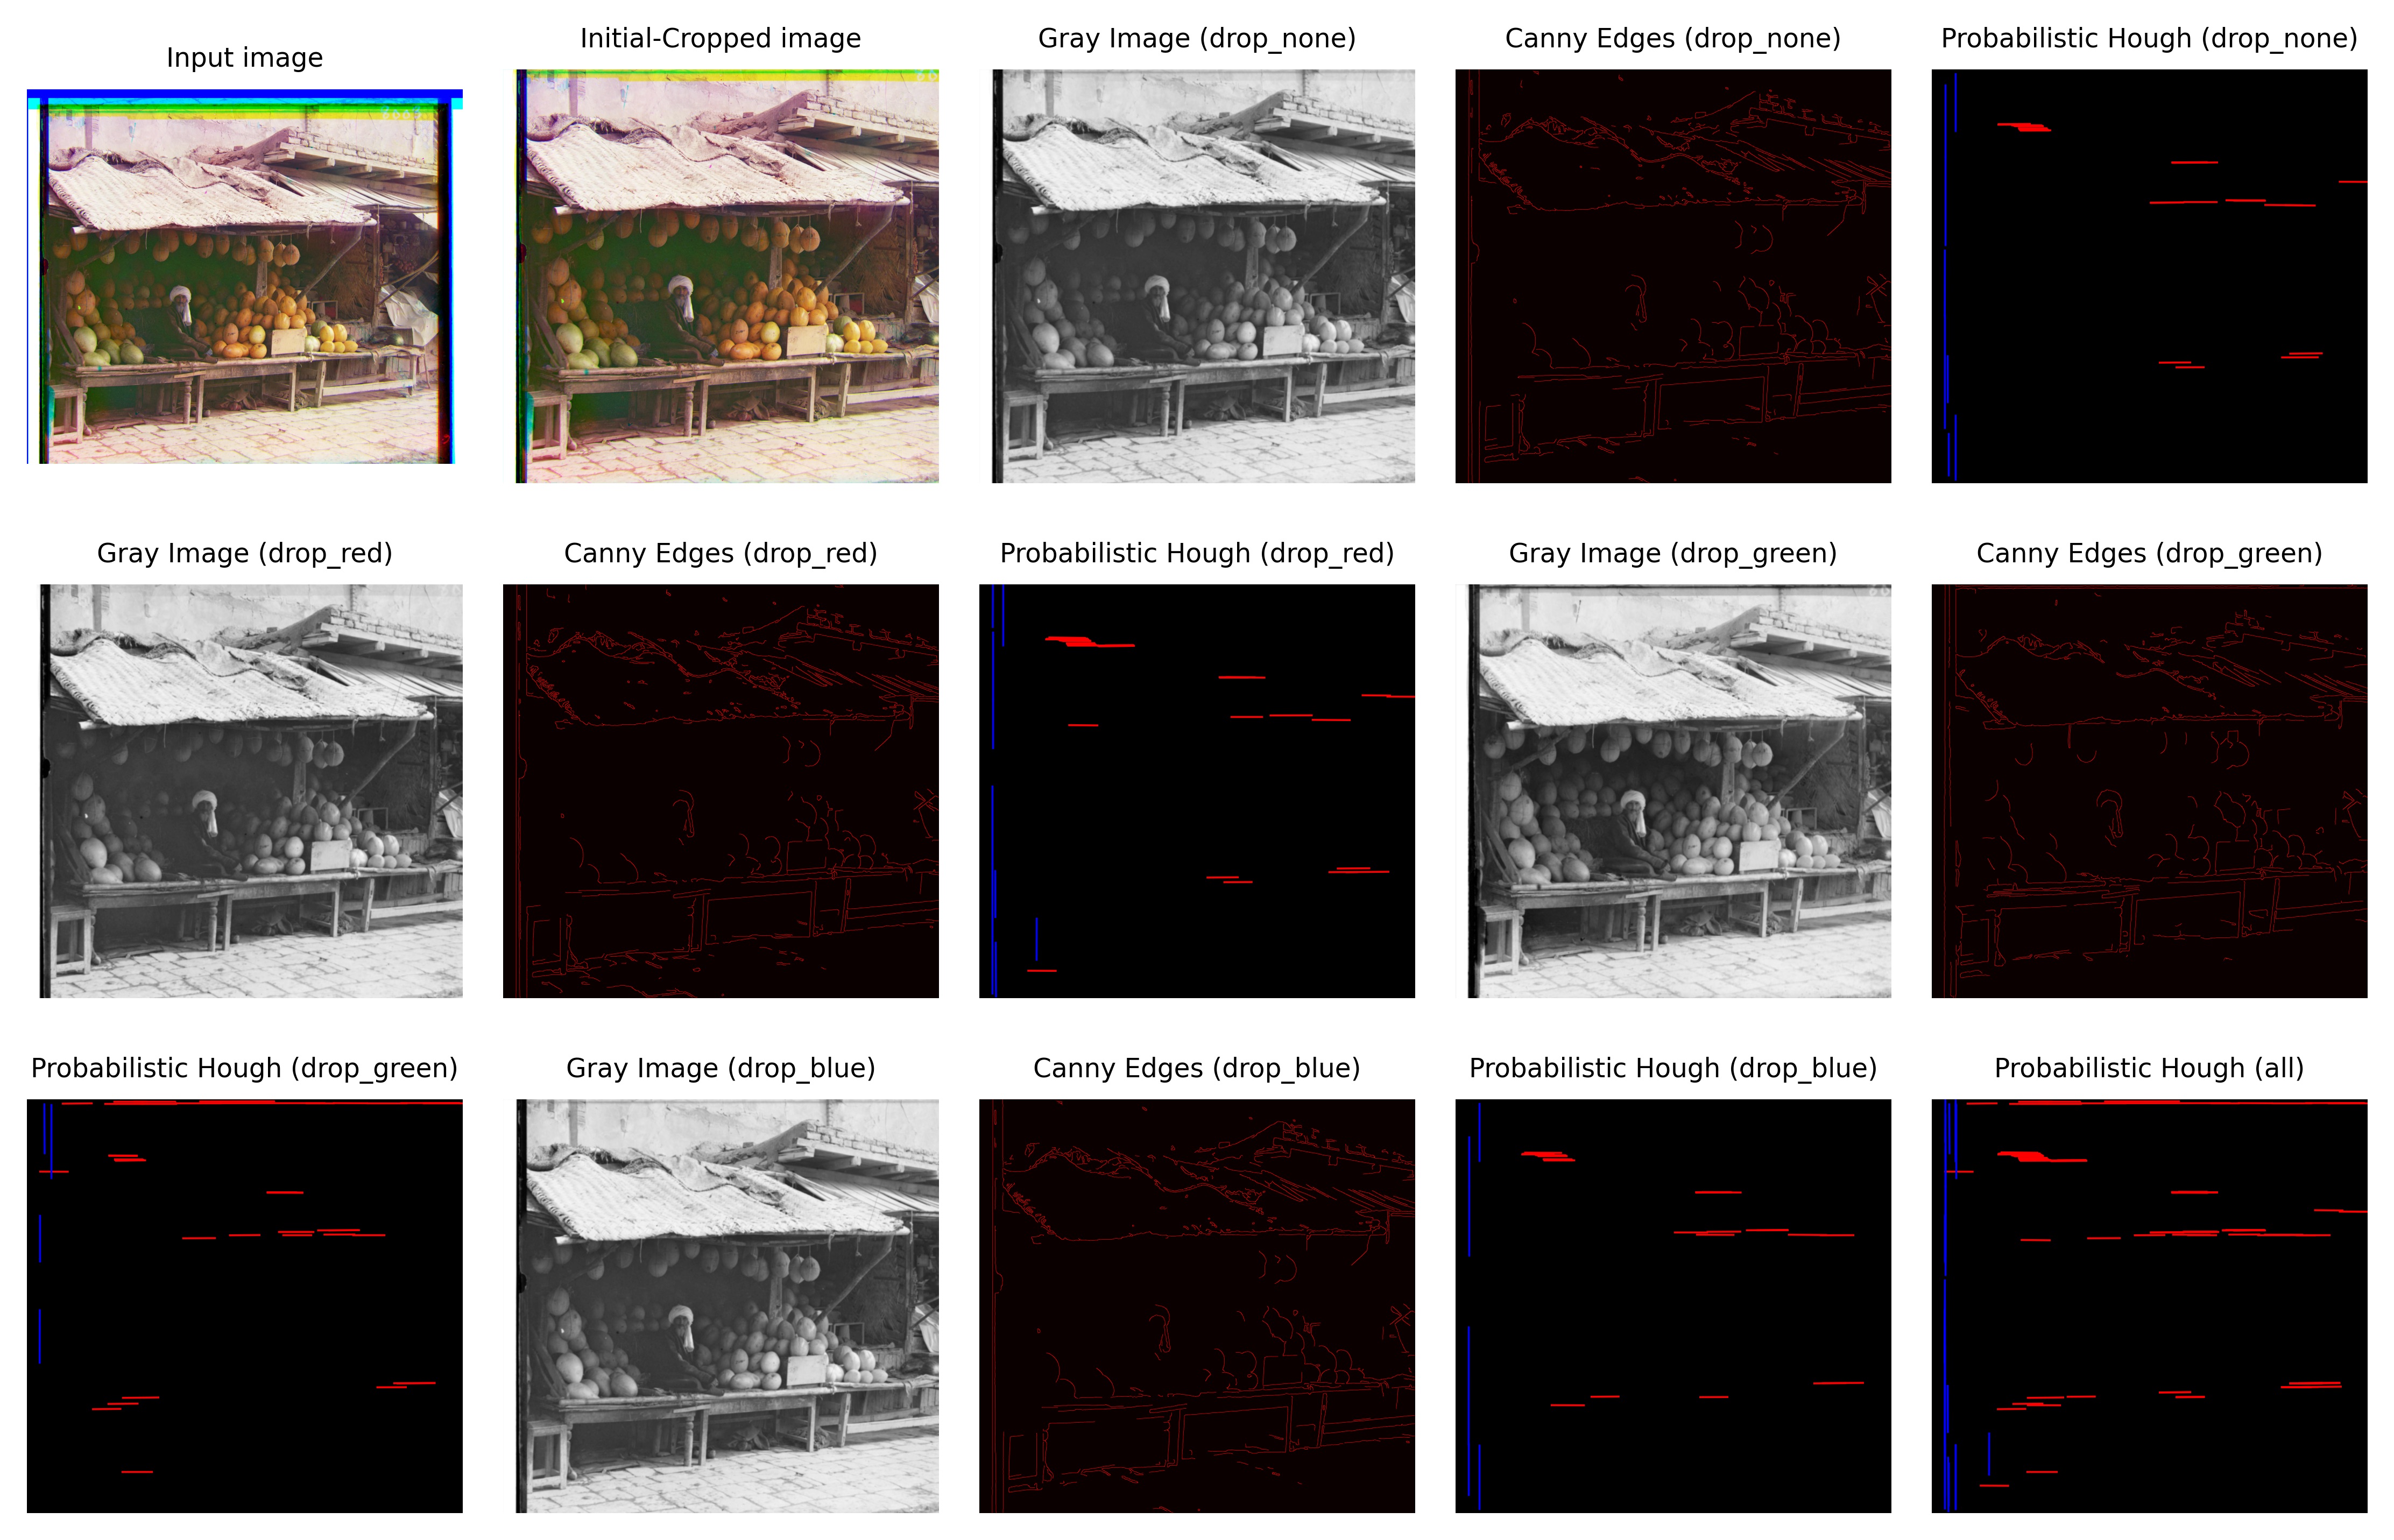 Input image
Initial-Cropped image
Gray Image (drop_none)
Canny Edges (drop_none)
Probabilistic Hough (drop_none)
Gray Image (drop_red)
Canny Edges (drop_red)
Probabilistic Hough (drop_red)
Gray Image (drop_green)
Canny Edges (drop_green)
Probabilistic Hough (drop_green)
Gray Image (drop_blue)
Canny Edges (drop_blue)
Probabilistic Hough (drop_blue)
Probabilistic Hough (all)